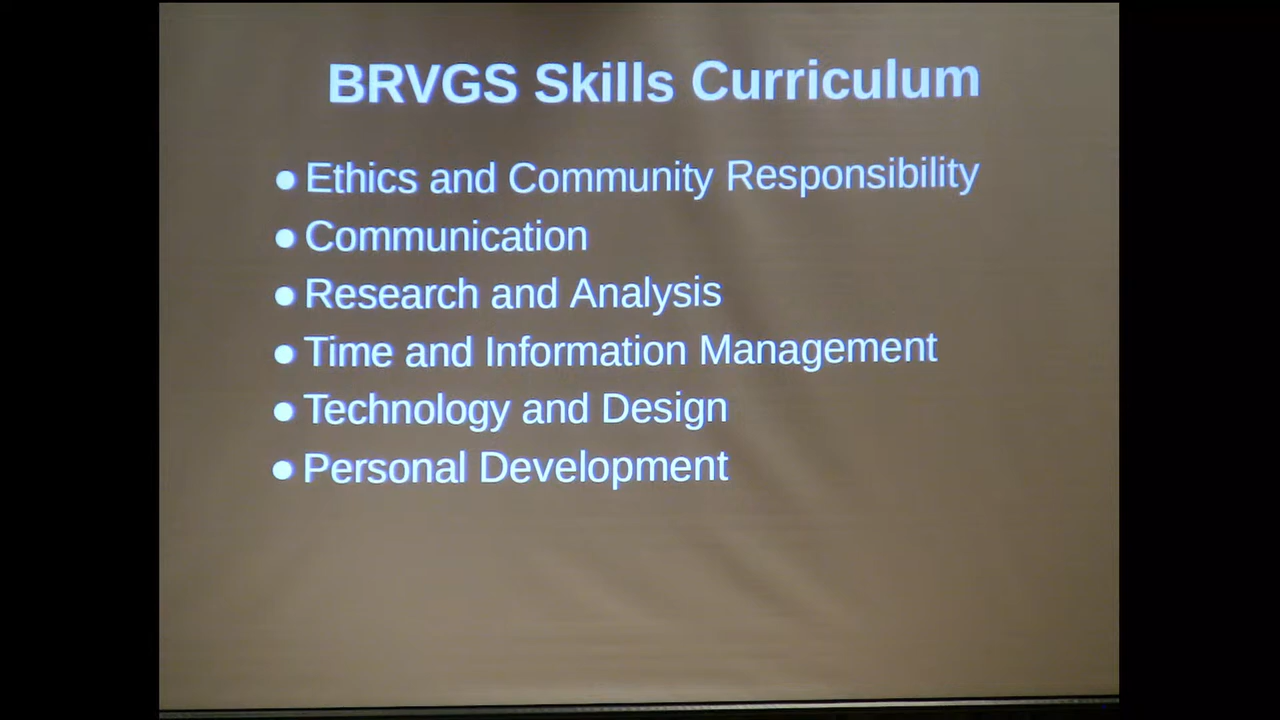 BRVGS Skills Curriculum
● Ethics and Community Responsibility
● Communication
● Research and Analysis
● Time and Information Management
● Technology and Design
● Personal Development